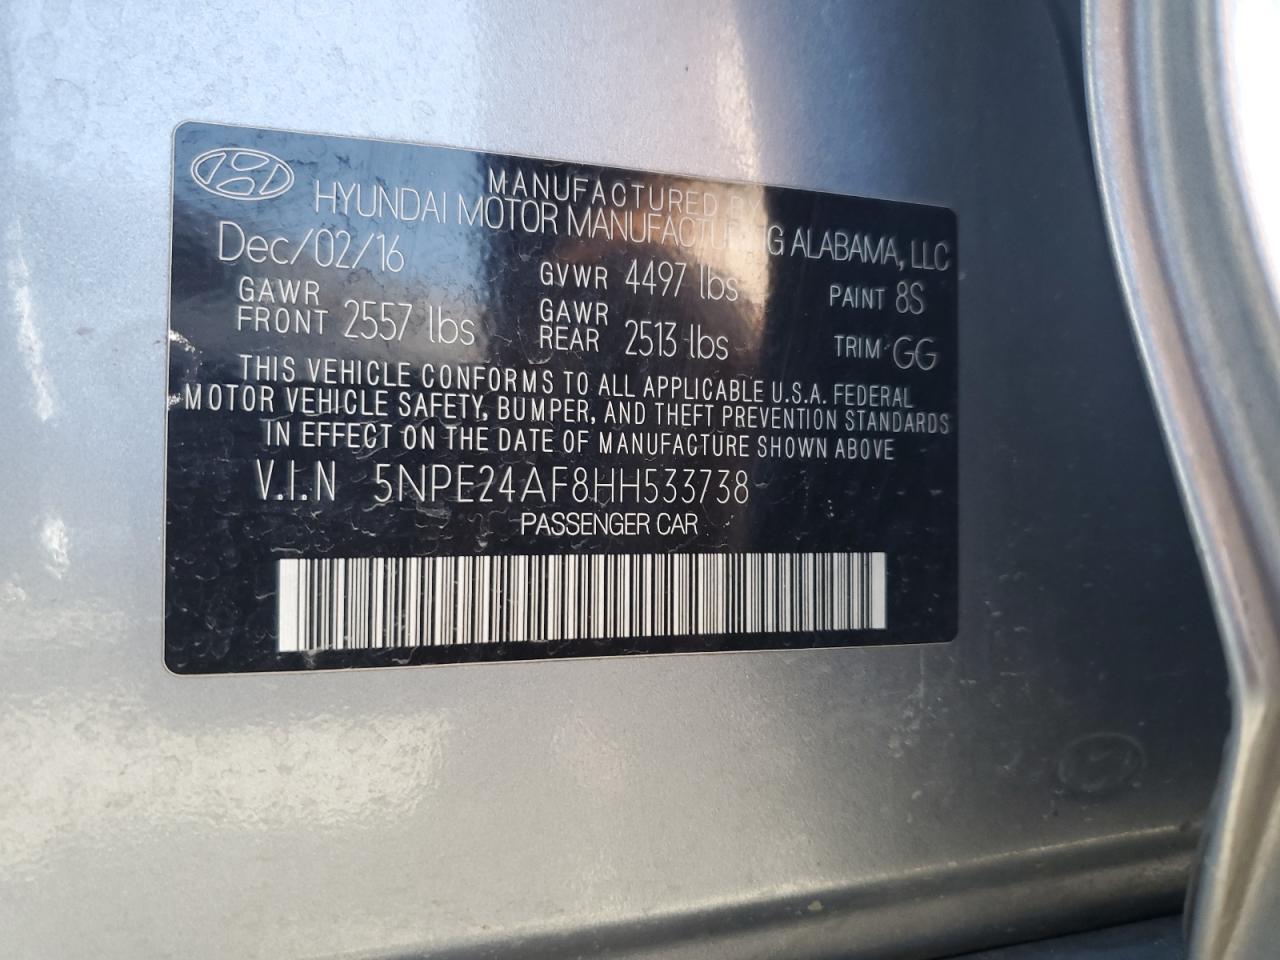 MANUFACTURED BY
HYUNDAI MOTOR MANUFACTURING ALABAMA, LLC
Dec/02/16 GVWR 4497 lbs PAINT 8S
GAWR FRONT 2557 lbs GAWR REAR 2513 lbs TRIM GG
THIS VEHICLE CONFORMS TO ALL APPLICABLE U.S.A. FEDERAL
MOTOR VEHICLE SAFETY, BUMPER, AND THEFT PREVENTION STANDARDS
IN EFFECT ON THE DATE OF MANUFACTURE SHOWN ABOVE
V.I.N 5NPE24AF8HH533738
PASSENGER CAR